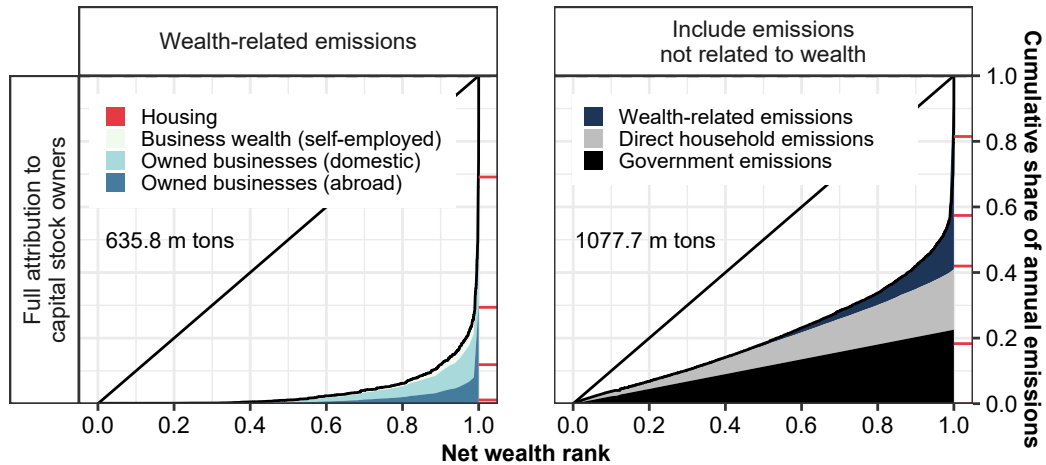 Wealth-related emissions
Include emissions
not related to wealth
Full attribution to
capital stock owners
Housing
Business wealth (self-employed)
Owned businesses (domestic)
Owned businesses (abroad)
635.8 m tons
Wealth-related emissions
Direct household emissions
Government emissions
1077.7 m tons
1.0
0.8
0.6
0.4
0.2
0.0
Cumulative share of annual emissions
0.0 0.2 0.4 0.6 0.8 1.0
0.0 0.2 0.4 0.6 0.8 1.0
Net wealth rank